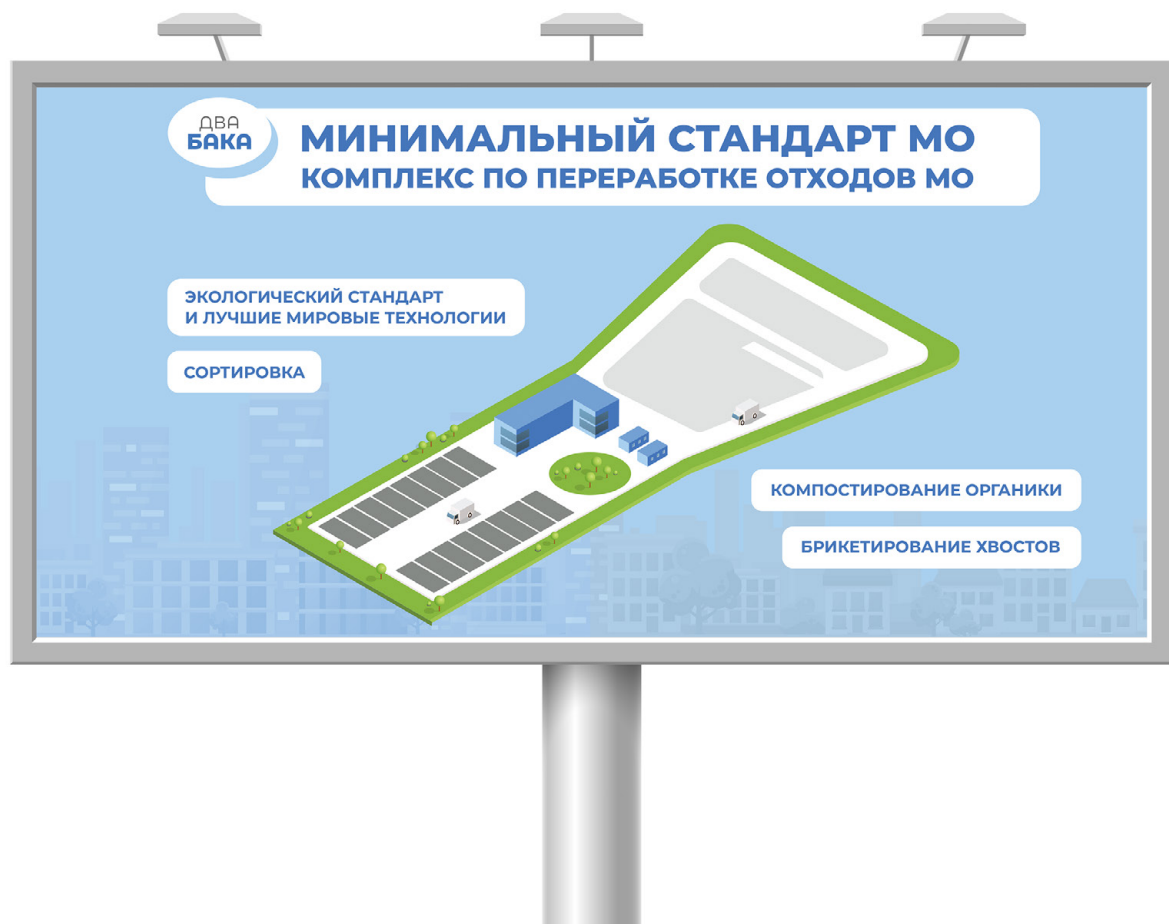 ДВА
БАКА
МИНИМАЛЬНЫЙ СТАНДАРТ МО
КОМПЛЕКС ПО ПЕРЕРАБОТКЕ ОТХОДОВ МО
ЭКОЛОГИЧЕСКИЙ СТАНДАРТ
И ЛУЧШИЕ МИРОВЫЕ ТЕХНОЛОГИИ
СОРТИРОВКА
КОМПОСТИРОВАНИЕ ОРГАНИКИ
БРИКЕТИРОВАНИЕ ХВОСТОВ